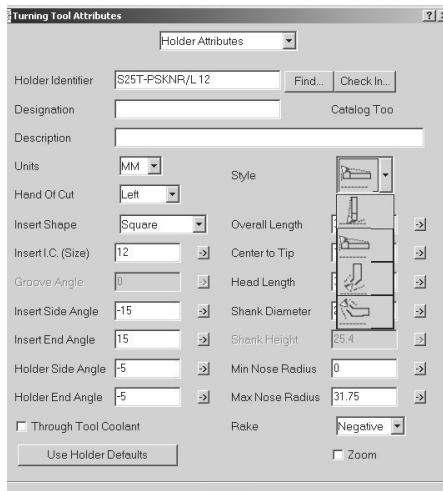 Turning Tool Attributes ?
Holder Attributes
Holder Identifier S25T-PSKNR/L 12 Find... Check In...
Designation Catalog Too
Description
Units MM Style
Hand Of Cut Left
Insert Shape Square Overall Length
Insert I.C. (Size) 12 -> Center to Tip ->
Groove Angle 0 -> Head Length ->
Insert Side Angle -15 -> Shank Diameter ->
Insert End Angle 15 -> Shank Height 25.4 ->
Holder Side Angle -5 -> Min Nose Radius 0 ->
Holder End Angle -5 -> Max Nose Radius 31.75 ->
Through Tool Coolant Rake Negative
Use Holder Defaults Zoom